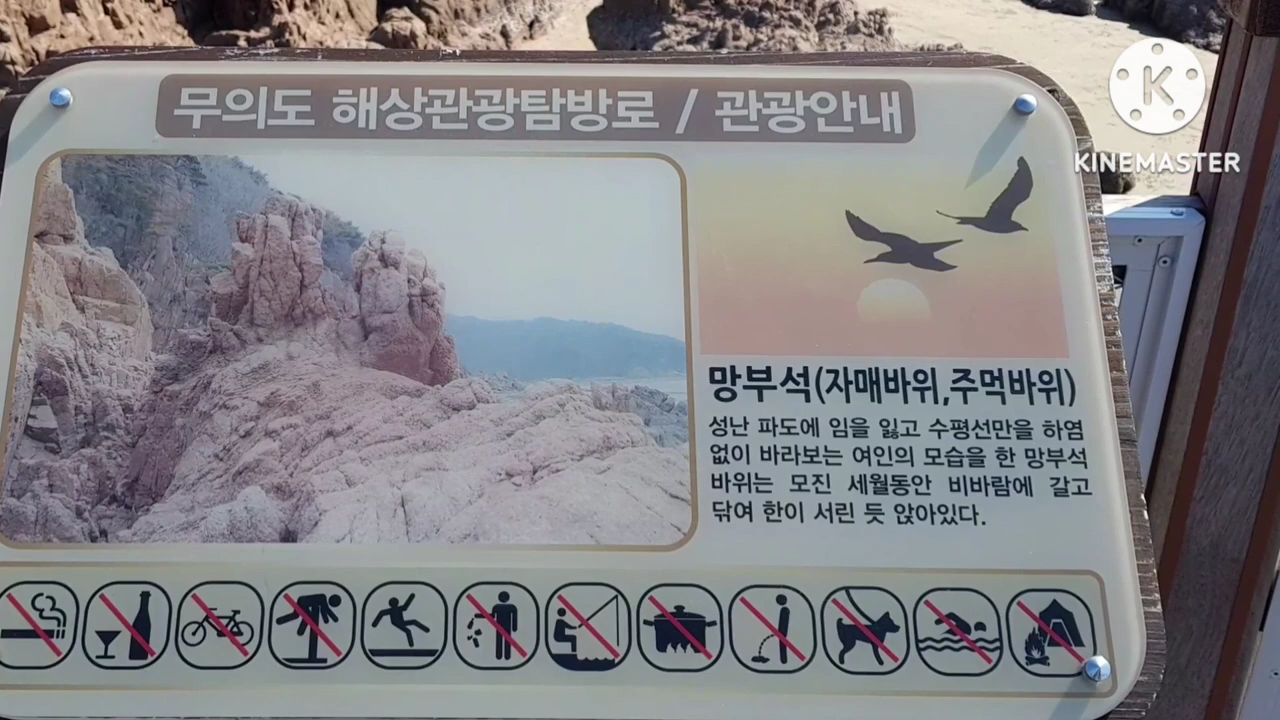 무의도 해상관광탐방로 / 관광안내
K
KINEMASTER
망부석(자매바위,주먹바위)
성난 파도에 임을 잃고 수평선만을 하염
없이 바라보는 여인의 모습을 한 망부석
바위는 모진 세월동안 비바람에 갈고
닦여 한이 서린 듯 앉아있다.